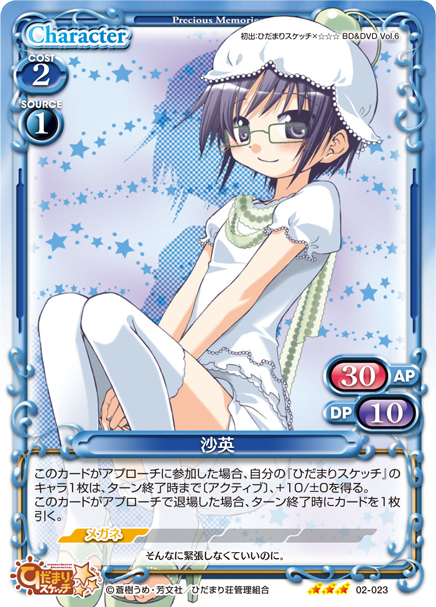 Precious Memories
Character
初出:ひだまりスケッチ×☆☆☆ BD&DVD Vol.6
COST
2
SOURCE
1
30 AP
DP 10
沙英
このカードがアプローチに参加した場合、自分の『ひだまりスケッチ』の
キャラ1枚は、ターン終了時まで〔アクティブ〕、+10/±0を得る。
このカードがアプローチで退場した場合、ターン終了時にカードを1枚
引く。
メガネ
そんなに緊張しなくていいのに。
ひだまり
スケッチ
©蒼樹うめ・芳文社/ひだまり荘管理組合
★★★ 02-023